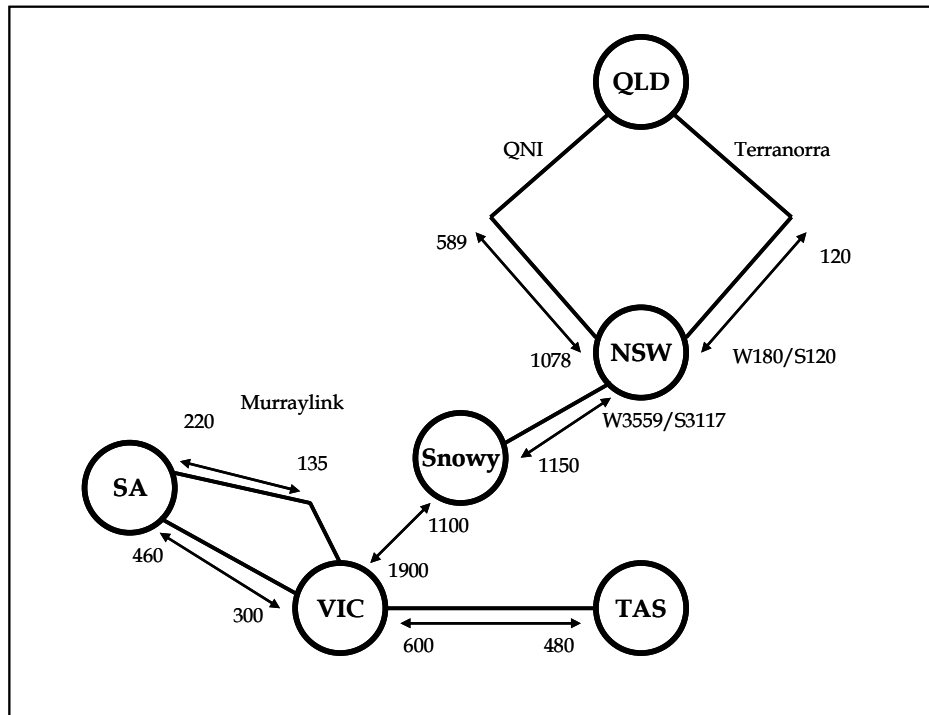 QLD
QNI
Terranorra
589
120
1078
NSW
W180/S120
Murraylink
W3559/S3117
220
135
Snowy
1150
SA
1100
460
1900
300
VIC
TAS
600
480